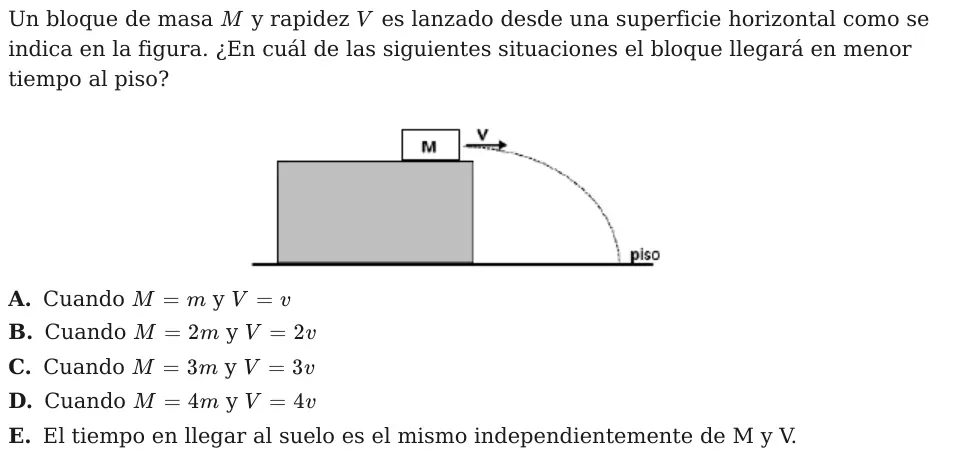 Un bloque de masa M y rapidez V es lanzado desde una superficie horizontal como se
indica en la figura. ¿En cuál de las siguientes situaciones el bloque llegará en menor
tiempo al piso?
V
M
piso
A. Cuando M = m y V = v
B. Cuando M = 2m y V = 2v
C. Cuando M = 3m y V = 3v
D. Cuando M = 4m y V = 4v
E. El tiempo en llegar al suelo es el mismo independientemente de M y V.